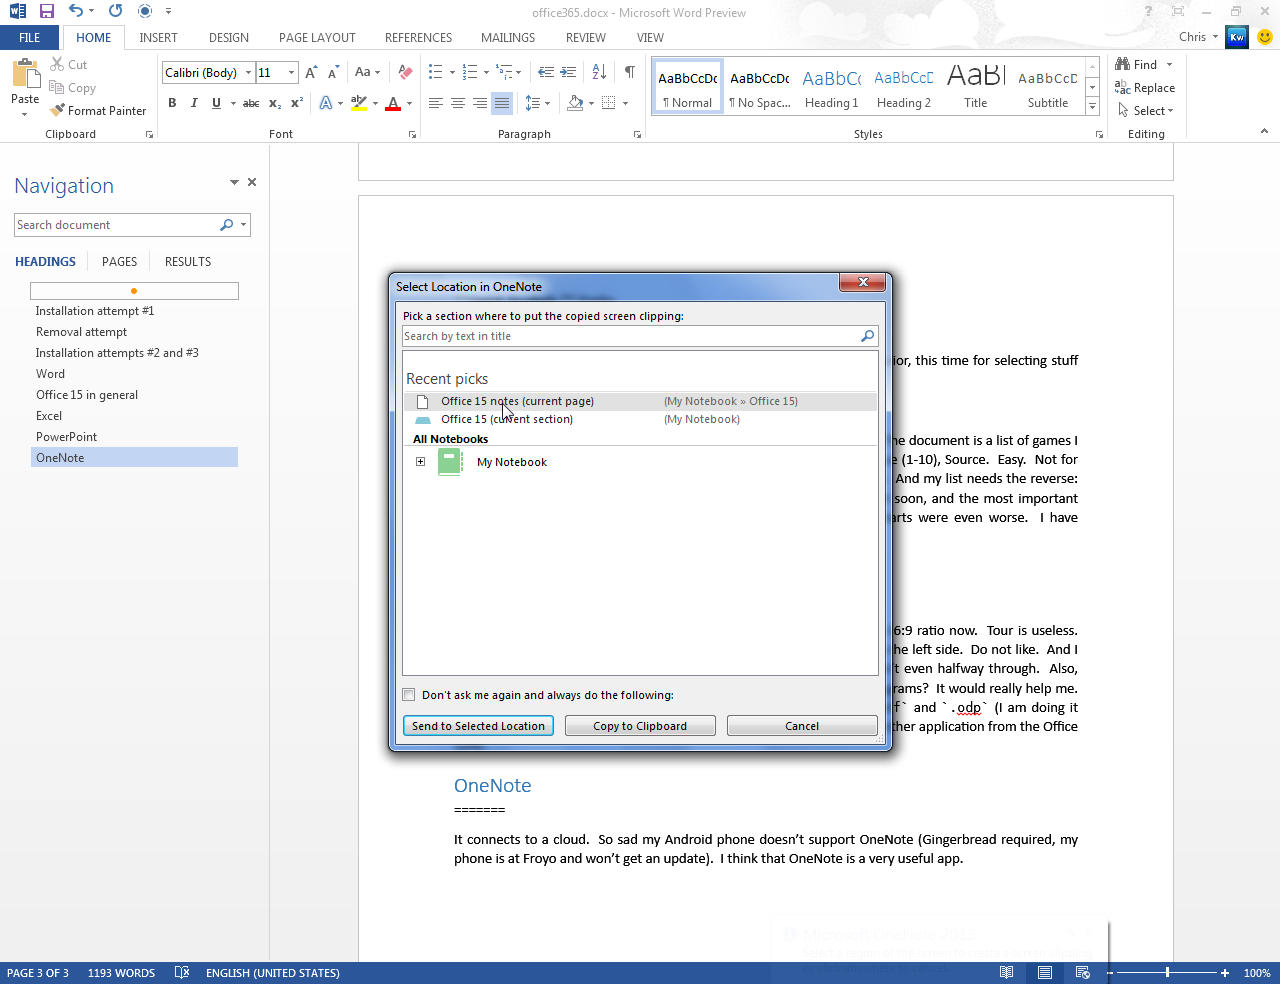 office365.docx - Microsoft Word Preview
FILE HOME INSERT DESIGN PAGE LAYOUT REFERENCES MAILINGS REVIEW VIEW Chris Kw
Paste
Cut
Copy
Format Painter
Clipboard
Calibri (Body) 11
Font
Paragraph
AaBbCcDc AaBbCcDc AaBbC AaBbCcD AaB AaBbCcD
¶ Normal ¶ No Spac... Heading 1 Heading 2 Title Subtitle
Styles
Find
Replace
Select
Editing
Navigation
Search document
HEADINGS PAGES RESULTS
Installation attempt #1
Removal attempt
Installation attempts #2 and #3
Word
Office 15 in general
Excel
PowerPoint
OneNote
Select Location in OneNote
Pick a section where to put the copied screen clipping:
Search by text in title
Recent picks
Office 15 notes (current page) (My Notebook » Office 15)
Office 15 (current section) (My Notebook)
All Notebooks
My Notebook
Don't ask me again and always do the following:
Send to Selected Location Copy to Clipboard Cancel
ior, this time for selecting stuff
he document is a list of games I
e (1-10), Source. Easy. Not for
And my list needs the reverse:
soon, and the most important
arts were even worse. I have
6:9 ratio now. Tour is useless.
he left side. Do not like. And I
t even halfway through. Also,
rams? It would really help me.
f` and `.odp` (I am doing it
her application from the Office
OneNote
=======
It connects to a cloud. So sad my Android phone doesn't support OneNote (Gingerbread required, my
phone is at Froyo and won't get an update). I think that OneNote is a very useful app.
PAGE 3 OF 3 1193 WORDS ENGLISH (UNITED STATES) 100%